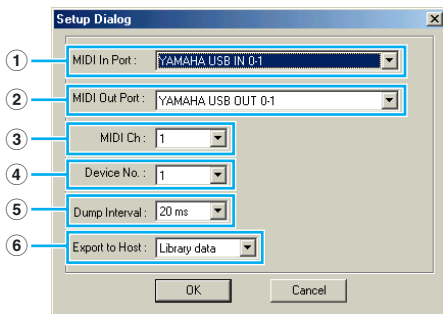 Setup Dialog
① MIDI In Port : YAMAHA USB IN 0-1
② MIDI Out Port : YAMAHA USB OUT 0-1
③ MIDI Ch : 1
④ Device No. : 1
⑤ Dump Interval : 20 ms
⑥ Export to Host : Library data
OK Cancel